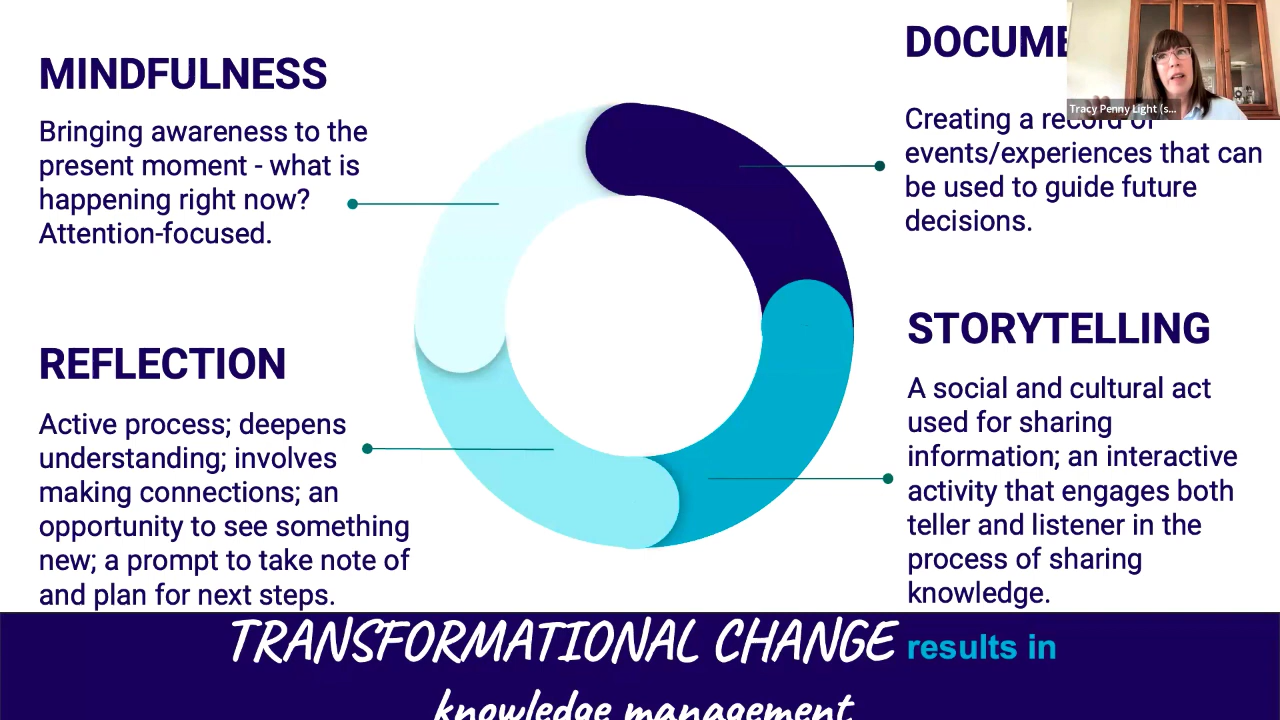 MINDFULNESS
Bringing awareness to the
present moment - what is
happening right now?
Attention-focused.
REFLECTION
Active process; deepens
understanding; involves
making connections; an
opportunity to see something
new; a prompt to take note of
and plan for next steps.
Tracy Penny Light (s...
Creating a record of
events/experiences that can
be used to guide future
decisions.
STORYTELLING
A social and cultural act
used for sharing
information; an interactive
activity that engages both
teller and listener in the
process of sharing
knowledge.
TRANSFORMATIONAL CHANGE results in
knowledge management